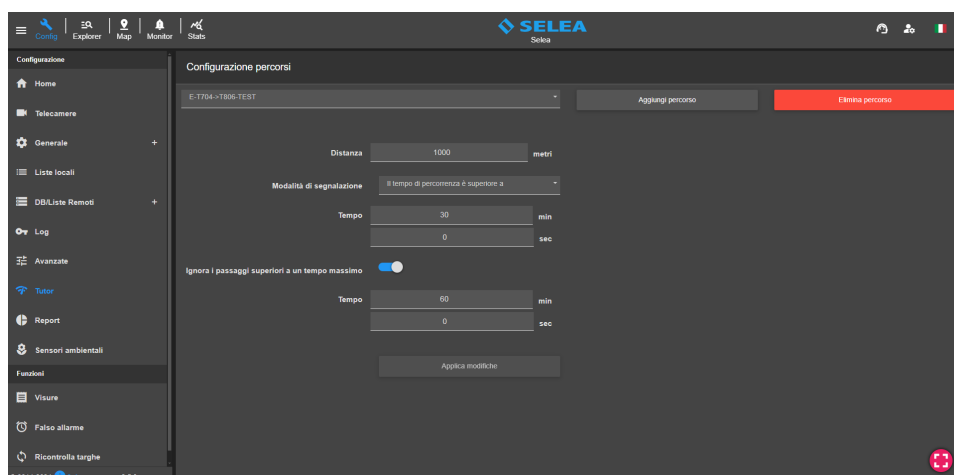 Config
Explorer
Map
Monitor
Stats
SELEA
Selea
Configurazione
Home
Telecamere
Generale +
Liste locali
DB/Liste Remoti +
Log
Avanzate
Tutor
Report
Sensori ambientali
Funzioni
Visure
Falso allarme
Ricontrolla targhe
Configurazione percorsi
E-T704->T806-TEST
Aggiungi percorso
Elimina percorso
Distanza 1000 metri
Modalità di segnalazione Il tempo di percorrenza è superiore a
Tempo 30 min
0 sec
Ignora i passaggi superiori a un tempo massimo
Tempo 60 min
0 sec
Applica modifiche